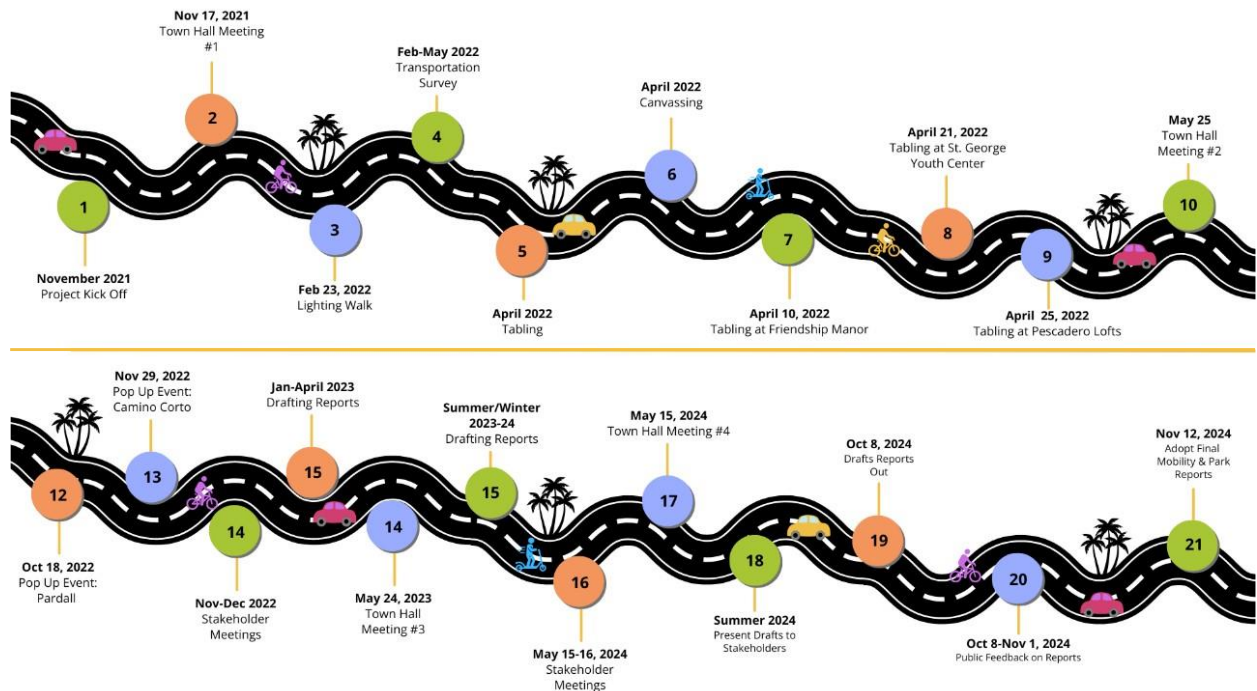 Nov 17, 2021
Town Hall Meeting
#1
Feb-May 2022
Transportation
Survey
April 2022
Canvassing
April 21, 2022
Tabling at St. George
Youth Center
May 25
Town Hall
Meeting #2
1
2
3
4
5
6
7
8
9
10
November 2021
Project Kick Off
Feb 23, 2022
Lighting Walk
April 2022
Tabling
April 10, 2022
Tabling at Friendship Manor
April 25, 2022
Tabling at Pescadero Lofts
Nov 29, 2022
Pop Up Event:
Camino Corto
Jan-April 2023
Drafting Reports
Summer/Winter
2023-24
Drafting Reports
May 15, 2024
Town Hall Meeting #4
Oct 8, 2024
Drafts Reports
Out
Nov 12, 2024
Adopt Final
Mobility & Park
Reports
12
13
14
15
14
15
16
17
18
19
20
21
Oct 18, 2022
Pop Up Event:
Pardall
Nov-Dec 2022
Stakeholder
Meetings
May 24, 2023
Town Hall
Meeting #3
May 15-16, 2024
Stakeholder
Meetings
Summer 2024
Present Drafts to
Stakeholders
Oct 8-Nov 1, 2024
Public Feedback on Reports